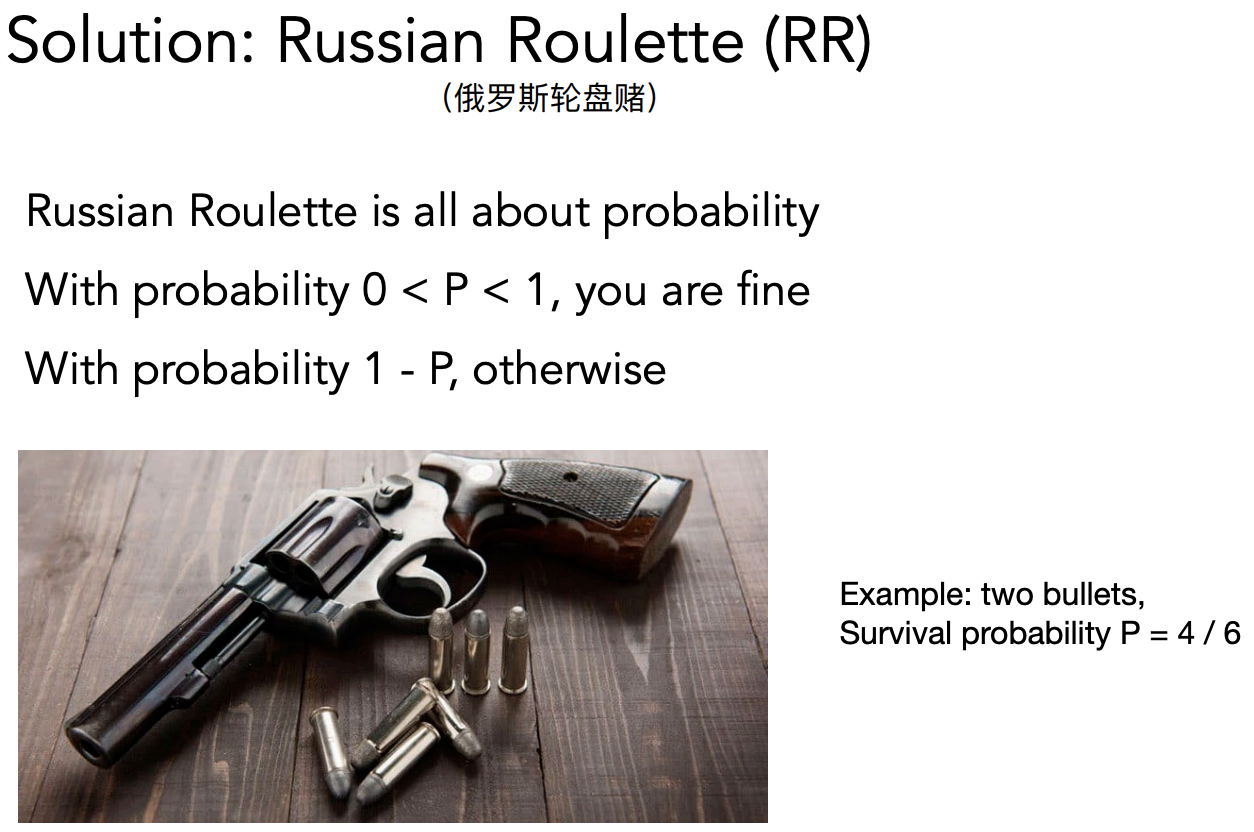 Solution: Russian Roulette (RR)
（俄罗斯轮盘赌）
Russian Roulette is all about probability
With probability 0 < P < 1, you are fine
With probability 1 - P, otherwise
Example: two bullets,
Survival probability P = 4 / 6